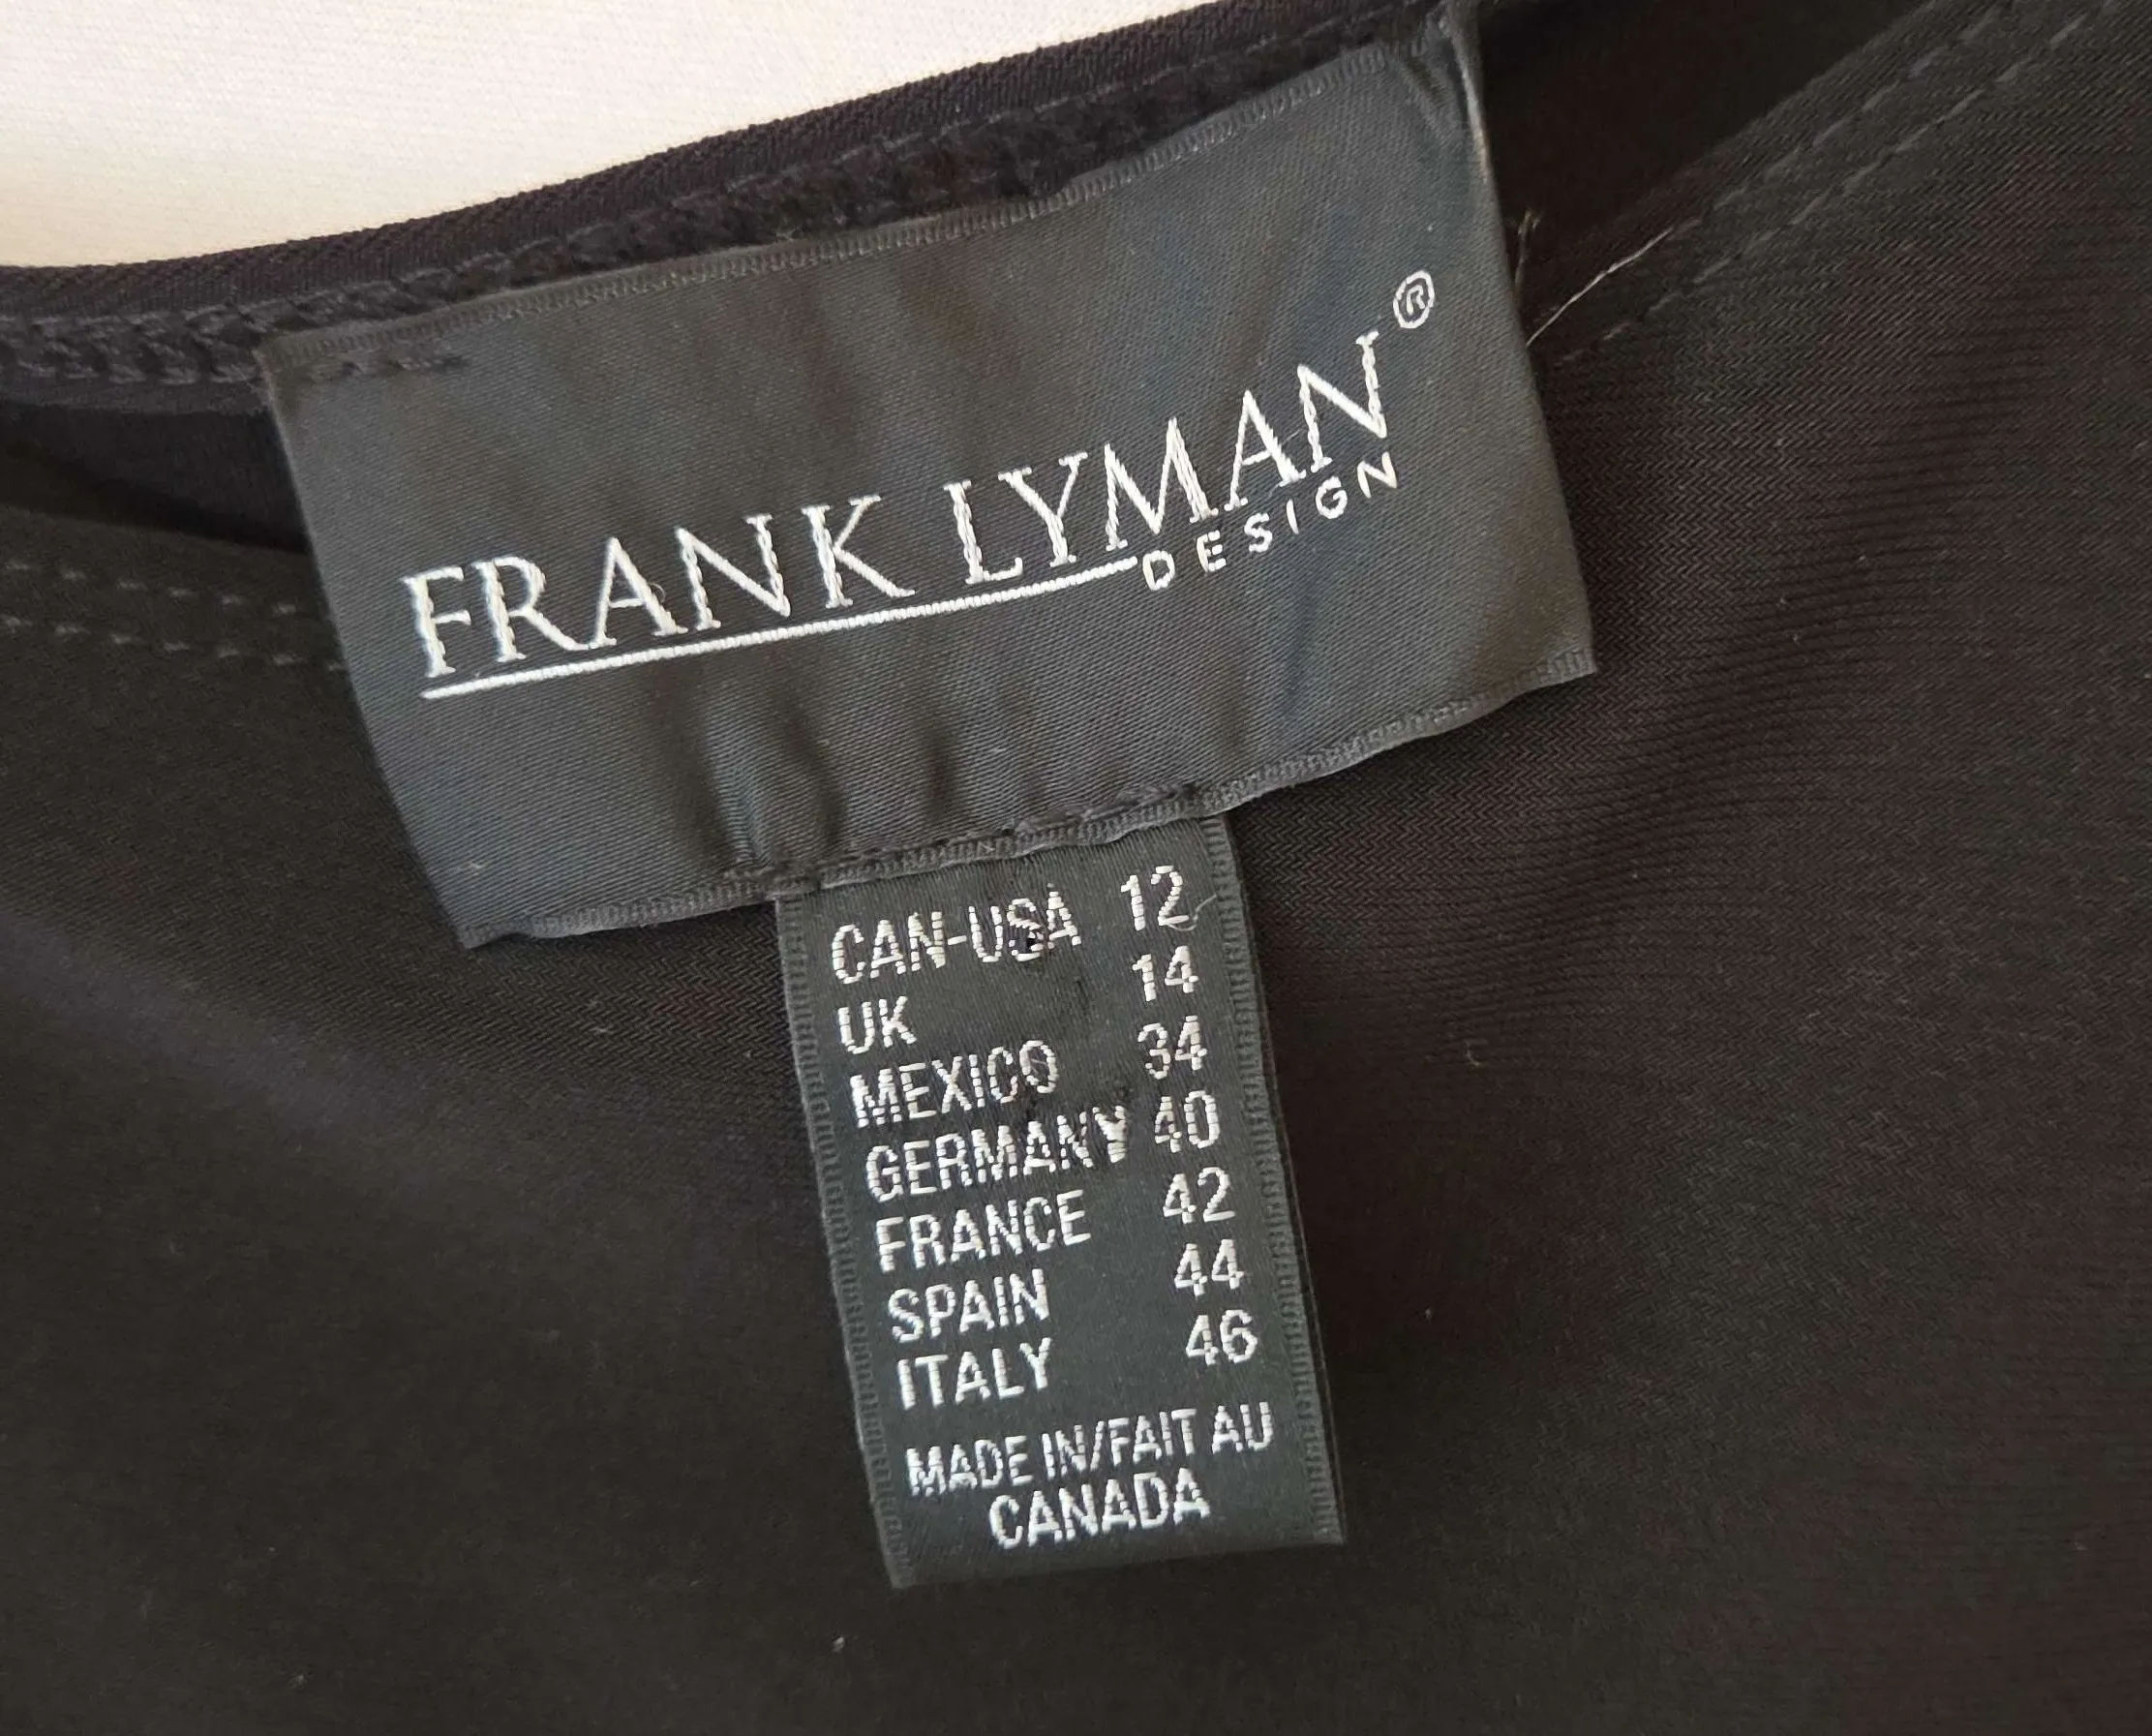 FRANK LYMAN®
DESIGN
CAN-USA 12
UK 14
MEXICO 34
GERMANY 40
FRANCE 42
SPAIN 44
ITALY 46
MADE IN/FAIT AU
CANADA